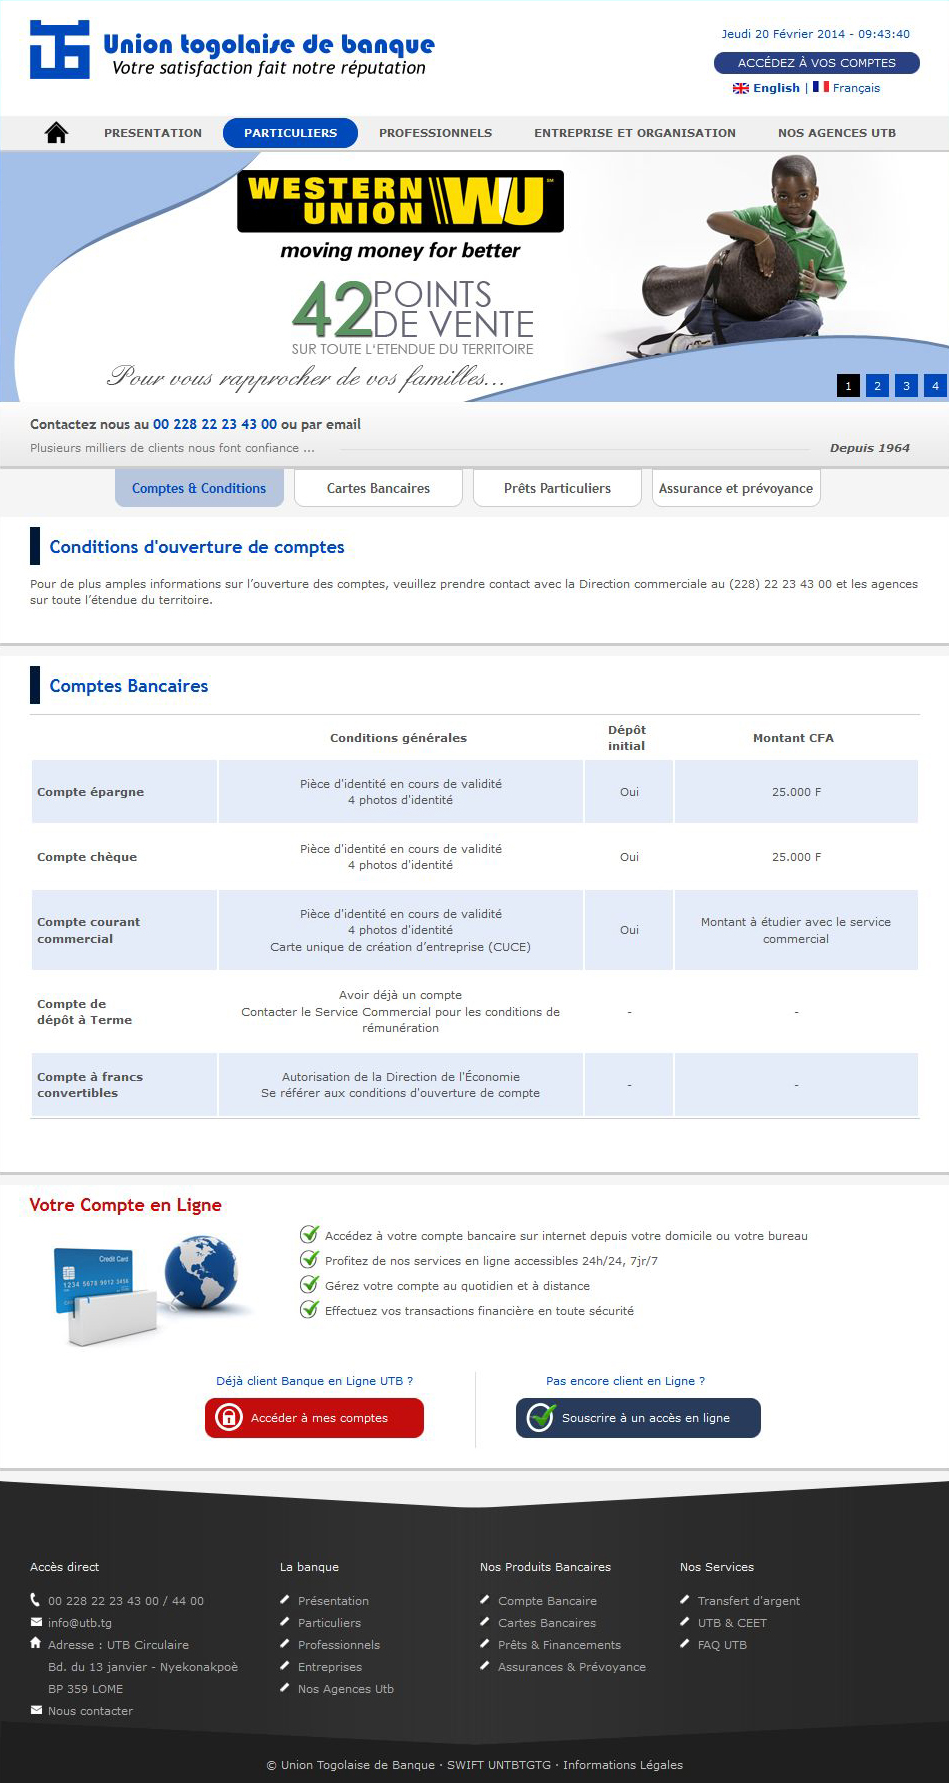 Union togolaise de banque
Votre satisfaction fait notre réputation
Jeudi 20 Février 2014 - 09:43:40
ACCÉDEZ À VOS COMPTES
English | Français
PRESENTATION PARTICULIERS PROFESSIONNELS ENTREPRISE ET ORGANISATION NOS AGENCES UTB
WESTERN
UNION WU
moving money for better
42 POINTS
DE VENTE
SUR TOUTE L'ETENDUE DU TERRITOIRE
Pour vous rapprocher de vos familles...
1 2 3 4
Contactez nous au 00 228 22 23 43 00 ou par email
Plusieurs milliers de clients nous font confiance ... Depuis 1964
Comptes & Conditions Cartes Bancaires Prêts Particuliers Assurance et prévoyance
Conditions d'ouverture de comptes
Pour de plus amples informations sur l’ouverture des comptes, veuillez prendre contact avec la Direction commerciale au (228) 22 23 43 00 et les agences
sur toute l’étendue du territoire.
Comptes Bancaires
Conditions générales Dépôt initial Montant CFA
Compte épargne
Pièce d'identité en cours de validité
4 photos d'identité
Oui 25.000 F
Compte chèque
Pièce d'identité en cours de validité
4 photos d'identité
Oui 25.000 F
Compte courant
commercial
Pièce d'identité en cours de validité
4 photos d'identité
Carte unique de création d’entreprise (CUCE)
Oui
Montant à étudier avec le service
commercial
Compte de
dépôt à Terme
Avoir déjà un compte
Contacter le Service Commercial pour les conditions de
rémunération
- -
Compte à francs
convertibles
Autorisation de la Direction de l'Économie
Se référer aux conditions d'ouverture de compte
- -
Votre Compte en Ligne
Credit Card
1234 5678 9012 3456
Accédez à votre compte bancaire sur internet depuis votre domicile ou votre bureau
Profitez de nos services en ligne accessibles 24h/24, 7jr/7
Gérez votre compte au quotidien et à distance
Effectuez vos transactions financière en toute sécurité
Déjà client Banque en Ligne UTB ?
Accéder à mes comptes
Pas encore client en Ligne ?
Souscrire à un accès en ligne
Accès direct
00 228 22 23 43 00 / 44 00
info@utb.tg
Adresse : UTB Circulaire
Bd. du 13 janvier - Nyekonakpoè
BP 359 LOME
Nous contacter
La banque
Présentation
Particuliers
Professionnels
Entreprises
Nos Agences Utb
Nos Produits Bancaires
Compte Bancaire
Cartes Bancaires
Prêts & Financements
Assurances & Prévoyance
Nos Services
Transfert d'argent
UTB & CEET
FAQ UTB
© Union Togolaise de Banque · SWIFT UNTBTGTG · Informations Légales